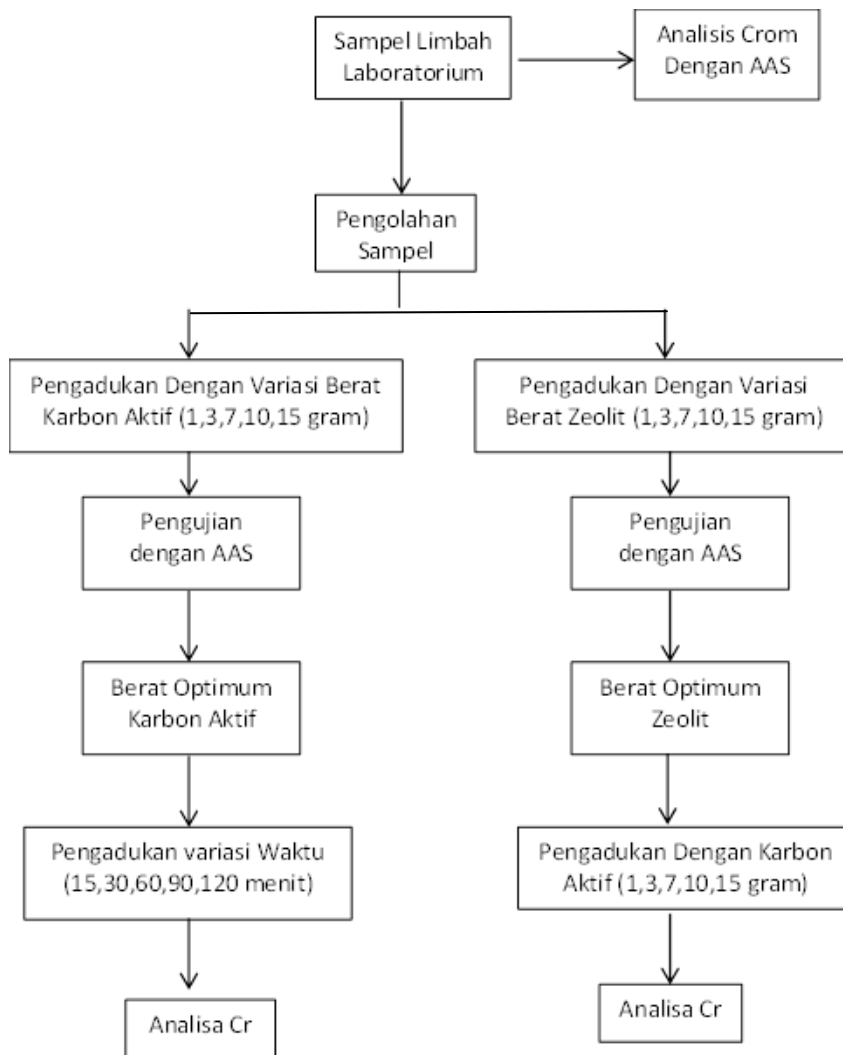 Sampel Limbah
Laboratorium
Analisis Crom
Dengan AAS
Pengolahan
Sampel
Pengadukan Dengan Variasi Berat
Karbon Aktif (1,3,7,10,15 gram)
Pengadukan Dengan Variasi
Berat Zeolit (1,3,7,10,15 gram)
Pengujian
dengan AAS
Pengujian
dengan AAS
Berat Optimum
Karbon Aktif
Berat Optimum
Zeolit
Pengadukan variasi Waktu
(15,30,60,90,120 menit)
Pengadukan Dengan Karbon
Aktif (1,3,7,10,15 gram)
Analisa Cr
Analisa Cr